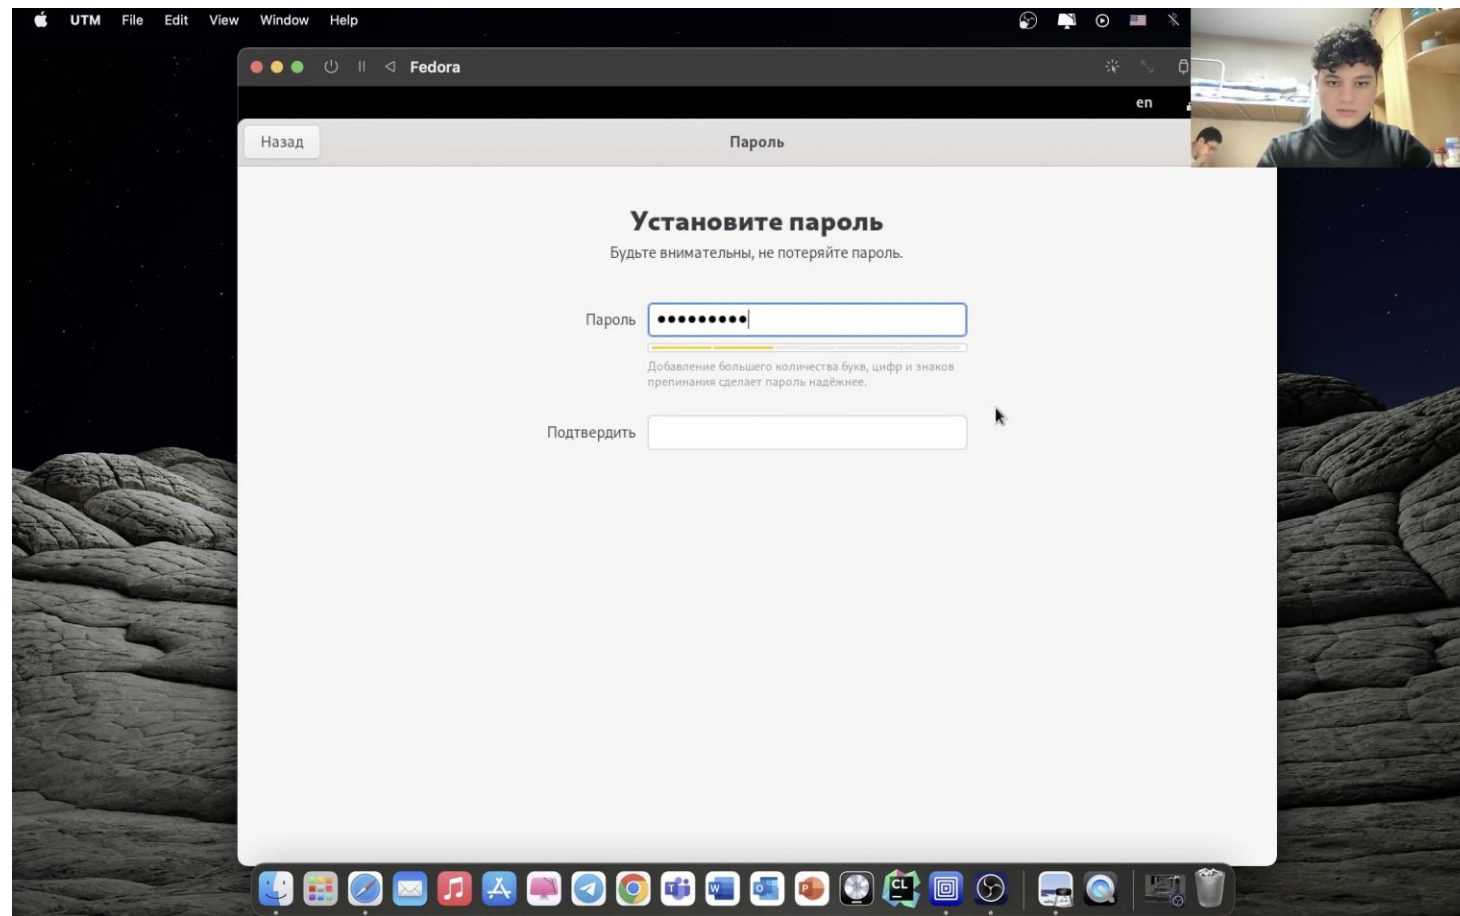 UTM File Edit View Window Help
Fedora
en
Назад
Пароль
Установите пароль
Будьте внимательны, не потеряйте пароль.
Пароль
Добавление большего количества букв, цифр и знаков
препинания сделает пароль надёжнее.
Подтвердить
CL